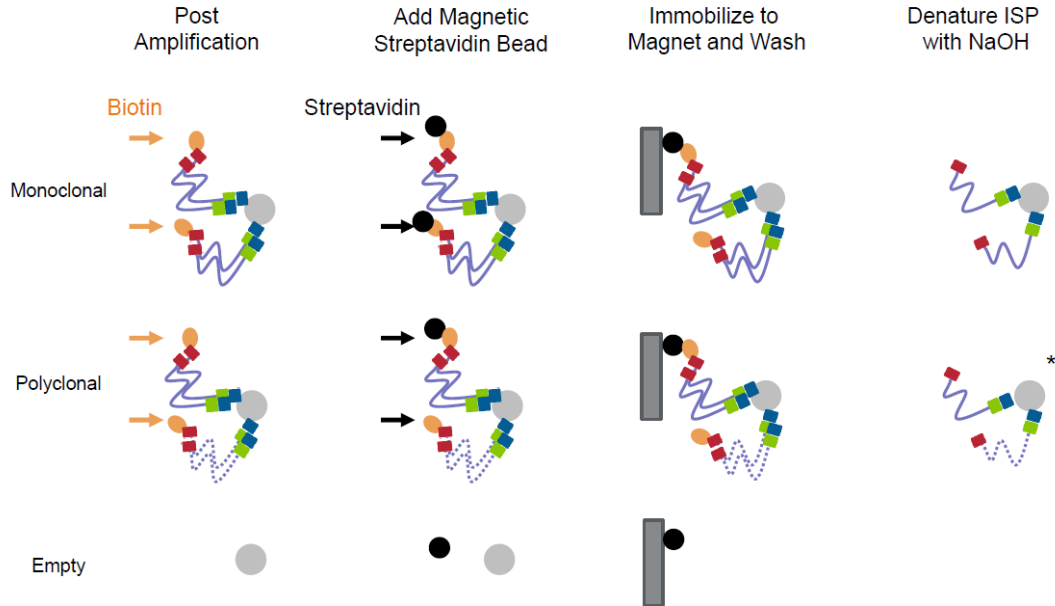 Post
Amplification
Add Magnetic
Streptavidin Bead
Immobilize to
Magnet and Wash
Denature ISP
with NaOH
Biotin
Streptavidin
Monoclonal
Polyclonal
*
Empty